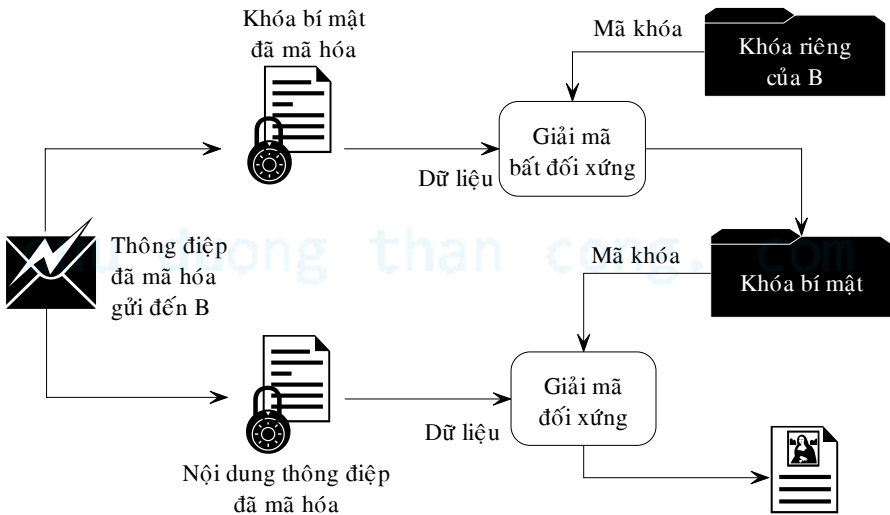 Khóa bí mật
đã mã hóa
Mã khóa
Khóa riêng
của B
Giải mã
bất đối xứng
Dữ liệu
Thông điệp
đã mã hóa
gửi đến B
duong than cong. com
Mã khóa
Khóa bí mật
Giải mã
đối xứng
Dữ liệu
Nội dung thông điệp
đã mã hóa